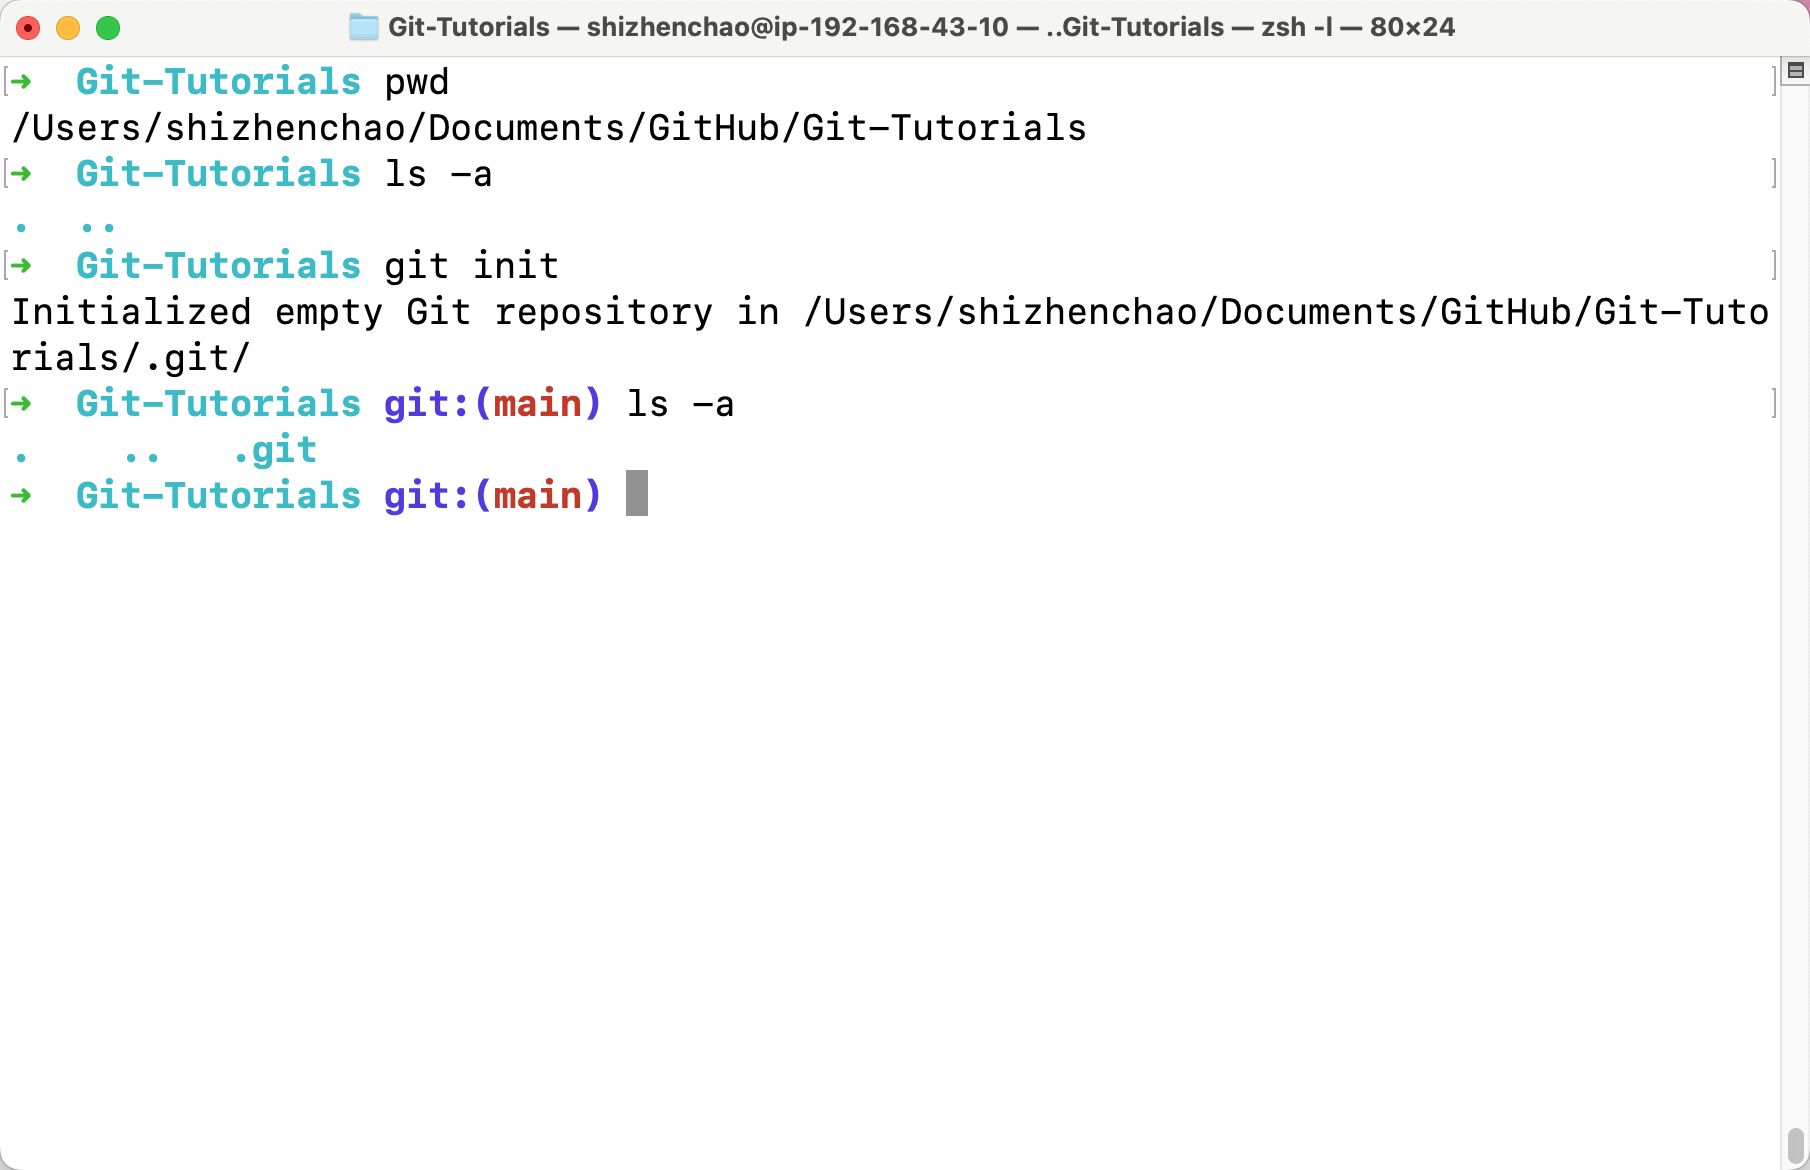 Git-Tutorials — shizhenchao@ip-192-168-43-10 — ..Git-Tutorials — zsh -l — 80×24
[➜  Git-Tutorials pwd ]
/Users/shizhenchao/Documents/GitHub/Git-Tutorials
[➜  Git-Tutorials ls -a ]
.  ..
[➜  Git-Tutorials git init ]
Initialized empty Git repository in /Users/shizhenchao/Documents/GitHub/Git-Tuto
rials/.git/
[➜  Git-Tutorials git:(main) ls -a ]
.    ..   .git
➜  Git-Tutorials git:(main)